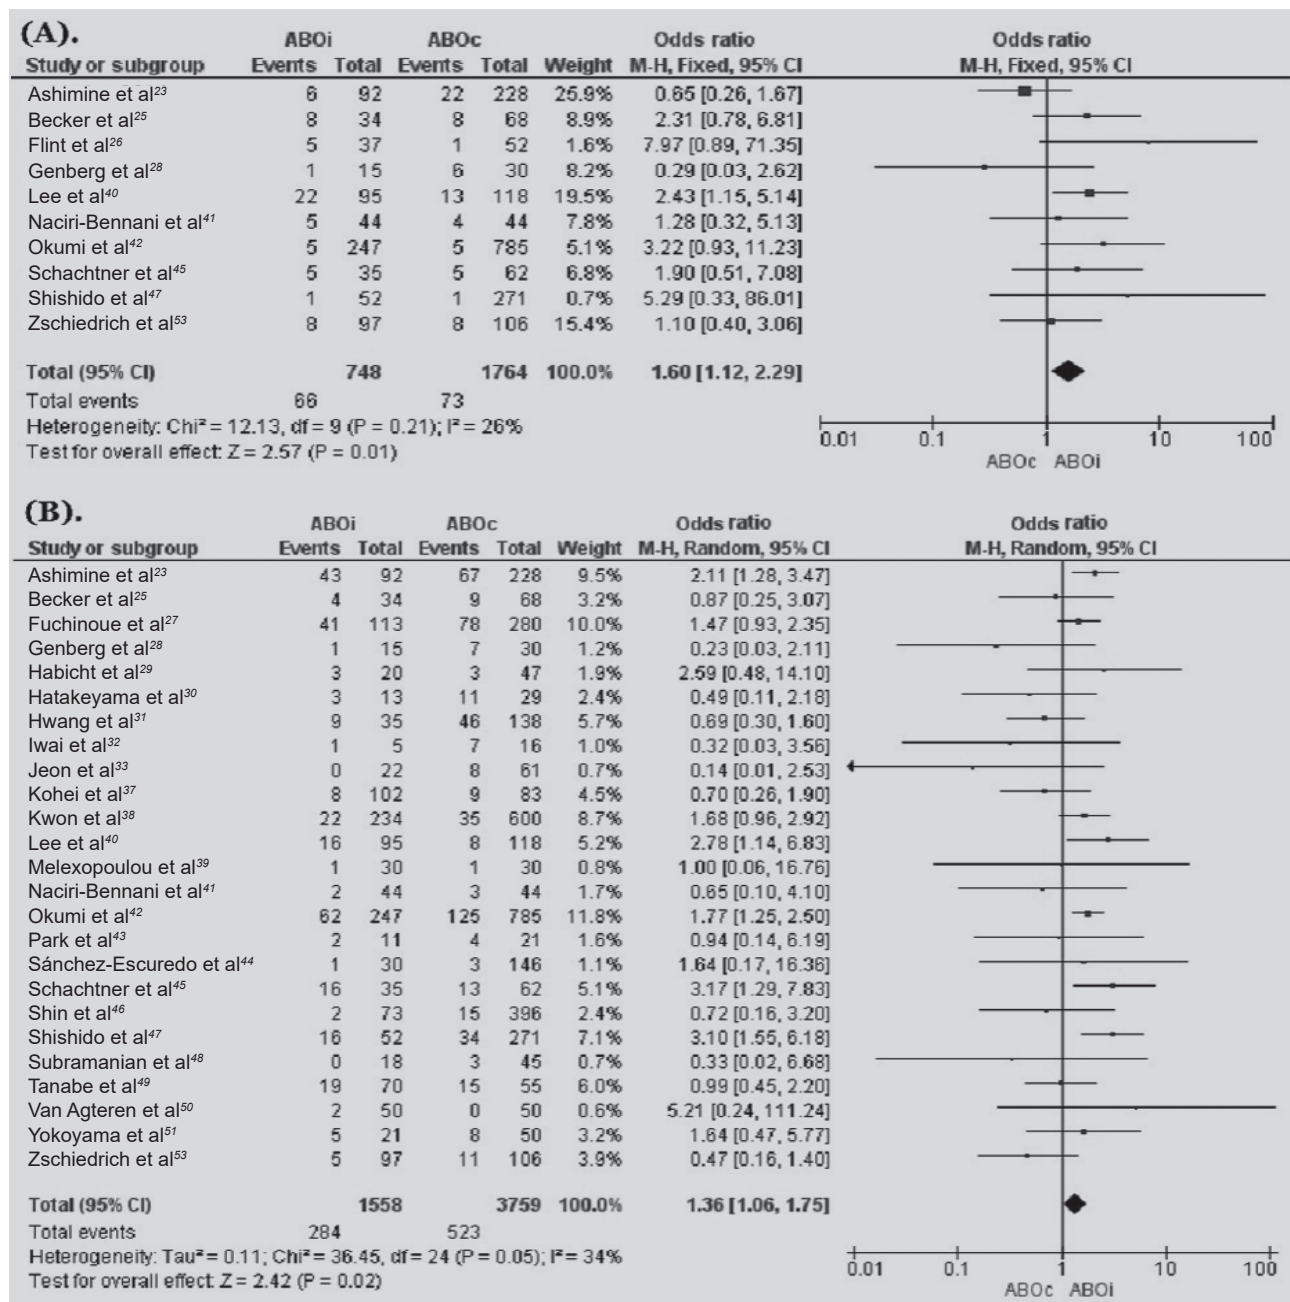 (A).
ABOi ABOc Odds ratio Odds ratio
Study or subgroup Events Total Events Total Weight M-H, Fixed, 95% CI M-H, Fixed, 95% CI
Ashimine et al23 6 92 22 228 25.9% 0.65 [0.26, 1.67]
Becker et al25 8 34 8 68 8.9% 2.31 [0.78, 6.81]
Flint et al26 5 37 1 52 1.6% 7.97 [0.89, 71.35]
Genberg et al28 1 15 6 30 8.2% 0.29 [0.03, 2.62]
Lee et al40 22 95 13 118 19.5% 2.43 [1.15, 5.14]
Naciri-Bennani et al41 5 44 4 44 7.8% 1.28 [0.32, 5.13]
Okumi et al42 5 247 5 785 5.1% 3.22 [0.93, 11.23]
Schachtner et al45 5 35 5 62 6.8% 1.90 [0.51, 7.08]
Shishido et al47 1 52 1 271 0.7% 5.29 [0.33, 86.01]
Zschiedrich et al53 8 97 8 106 15.4% 1.10 [0.40, 3.06]
Total (95% CI) 748 1764 100.0% 1.60 [1.12, 2.29]
Total events 66 73
Heterogeneity: Chi² = 12.13, df = 9 (P = 0.21); I² = 26%
Test for overall effect: Z = 2.57 (P = 0.01)
0.01 0.1 1 10 100
ABOc ABOi
(B).
ABOi ABOc Odds ratio Odds ratio
Study or subgroup Events Total Events Total Weight M-H, Random, 95% CI M-H, Random, 95% CI
Ashimine et al23 43 92 67 228 9.5% 2.11 [1.28, 3.47]
Becker et al25 4 34 9 68 3.2% 0.87 [0.25, 3.07]
Fuchinoue et al27 41 113 78 280 10.0% 1.47 [0.93, 2.35]
Genberg et al28 1 15 7 30 1.2% 0.23 [0.03, 2.11]
Habicht et al29 3 20 3 47 1.9% 2.59 [0.48, 14.10]
Hatakeyama et al30 3 13 11 29 2.4% 0.49 [0.11, 2.18]
Hwang et al31 9 35 46 138 5.7% 0.69 [0.30, 1.60]
Iwai et al32 1 5 7 16 1.0% 0.32 [0.03, 3.56]
Jeon et al33 0 22 8 61 0.7% 0.14 [0.01, 2.53]
Kohei et al37 8 102 9 83 4.5% 0.70 [0.26, 1.90]
Kwon et al38 22 234 35 600 8.7% 1.68 [0.96, 2.92]
Lee et al40 16 95 8 118 5.2% 2.78 [1.14, 6.83]
Melexopoulou et al39 1 30 1 30 0.8% 1.00 [0.06, 16.76]
Naciri-Bennani et al41 2 44 3 44 1.7% 0.65 [0.10, 4.10]
Okumi et al42 62 247 125 785 11.8% 1.77 [1.25, 2.50]
Park et al43 2 11 4 21 1.6% 0.94 [0.14, 6.19]
Sánchez-Escuredo et al44 1 30 3 146 1.1% 1.64 [0.17, 16.36]
Schachtner et al45 16 35 13 62 5.1% 3.17 [1.29, 7.83]
Shin et al46 2 73 15 396 2.4% 0.72 [0.16, 3.20]
Shishido et al47 16 52 34 271 7.1% 3.10 [1.55, 6.18]
Subramanian et al48 0 18 3 45 0.7% 0.33 [0.02, 6.68]
Tanabe et al49 19 70 15 55 6.0% 0.99 [0.45, 2.20]
Van Agteren et al50 2 50 0 50 0.6% 5.21 [0.24, 111.24]
Yokoyama et al51 5 21 8 50 3.2% 1.64 [0.47, 5.77]
Zschiedrich et al53 5 97 11 106 3.9% 0.47 [0.16, 1.40]
Total (95% CI) 1558 3759 100.0% 1.36 [1.06, 1.75]
Total events 284 523
Heterogeneity: Tau² = 0.11; Chi² = 36.45, df = 24 (P = 0.05); I² = 34%
Test for overall effect: Z = 2.42 (P = 0.02)
0.01 0.1 1 10 100
ABOc ABOi